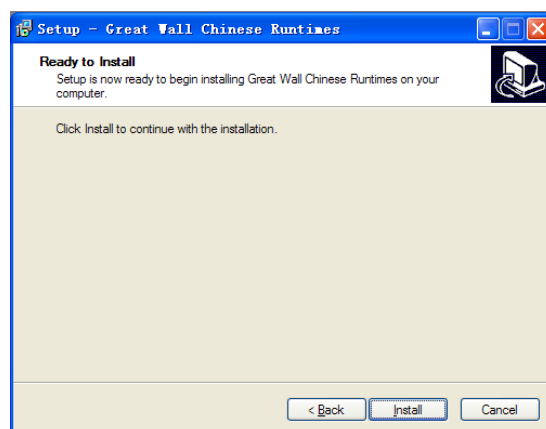 Setup - Great Wall Chinese Runtimes
Ready to Install
Setup is now ready to begin installing Great Wall Chinese Runtimes on your
computer.
Click Install to continue with the installation.
< Back
Install
Cancel